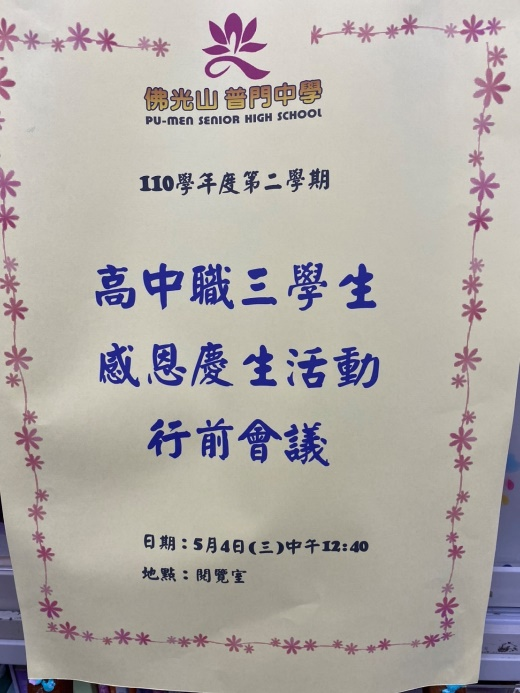 佛光山 普門中學
PU-MEN SENIOR HIGH SCHOOL
110學年度第二學期
高中職三學生
感恩慶生活動
行前會議
日期：5月4日(三)中午12:40
地點：閱覽室